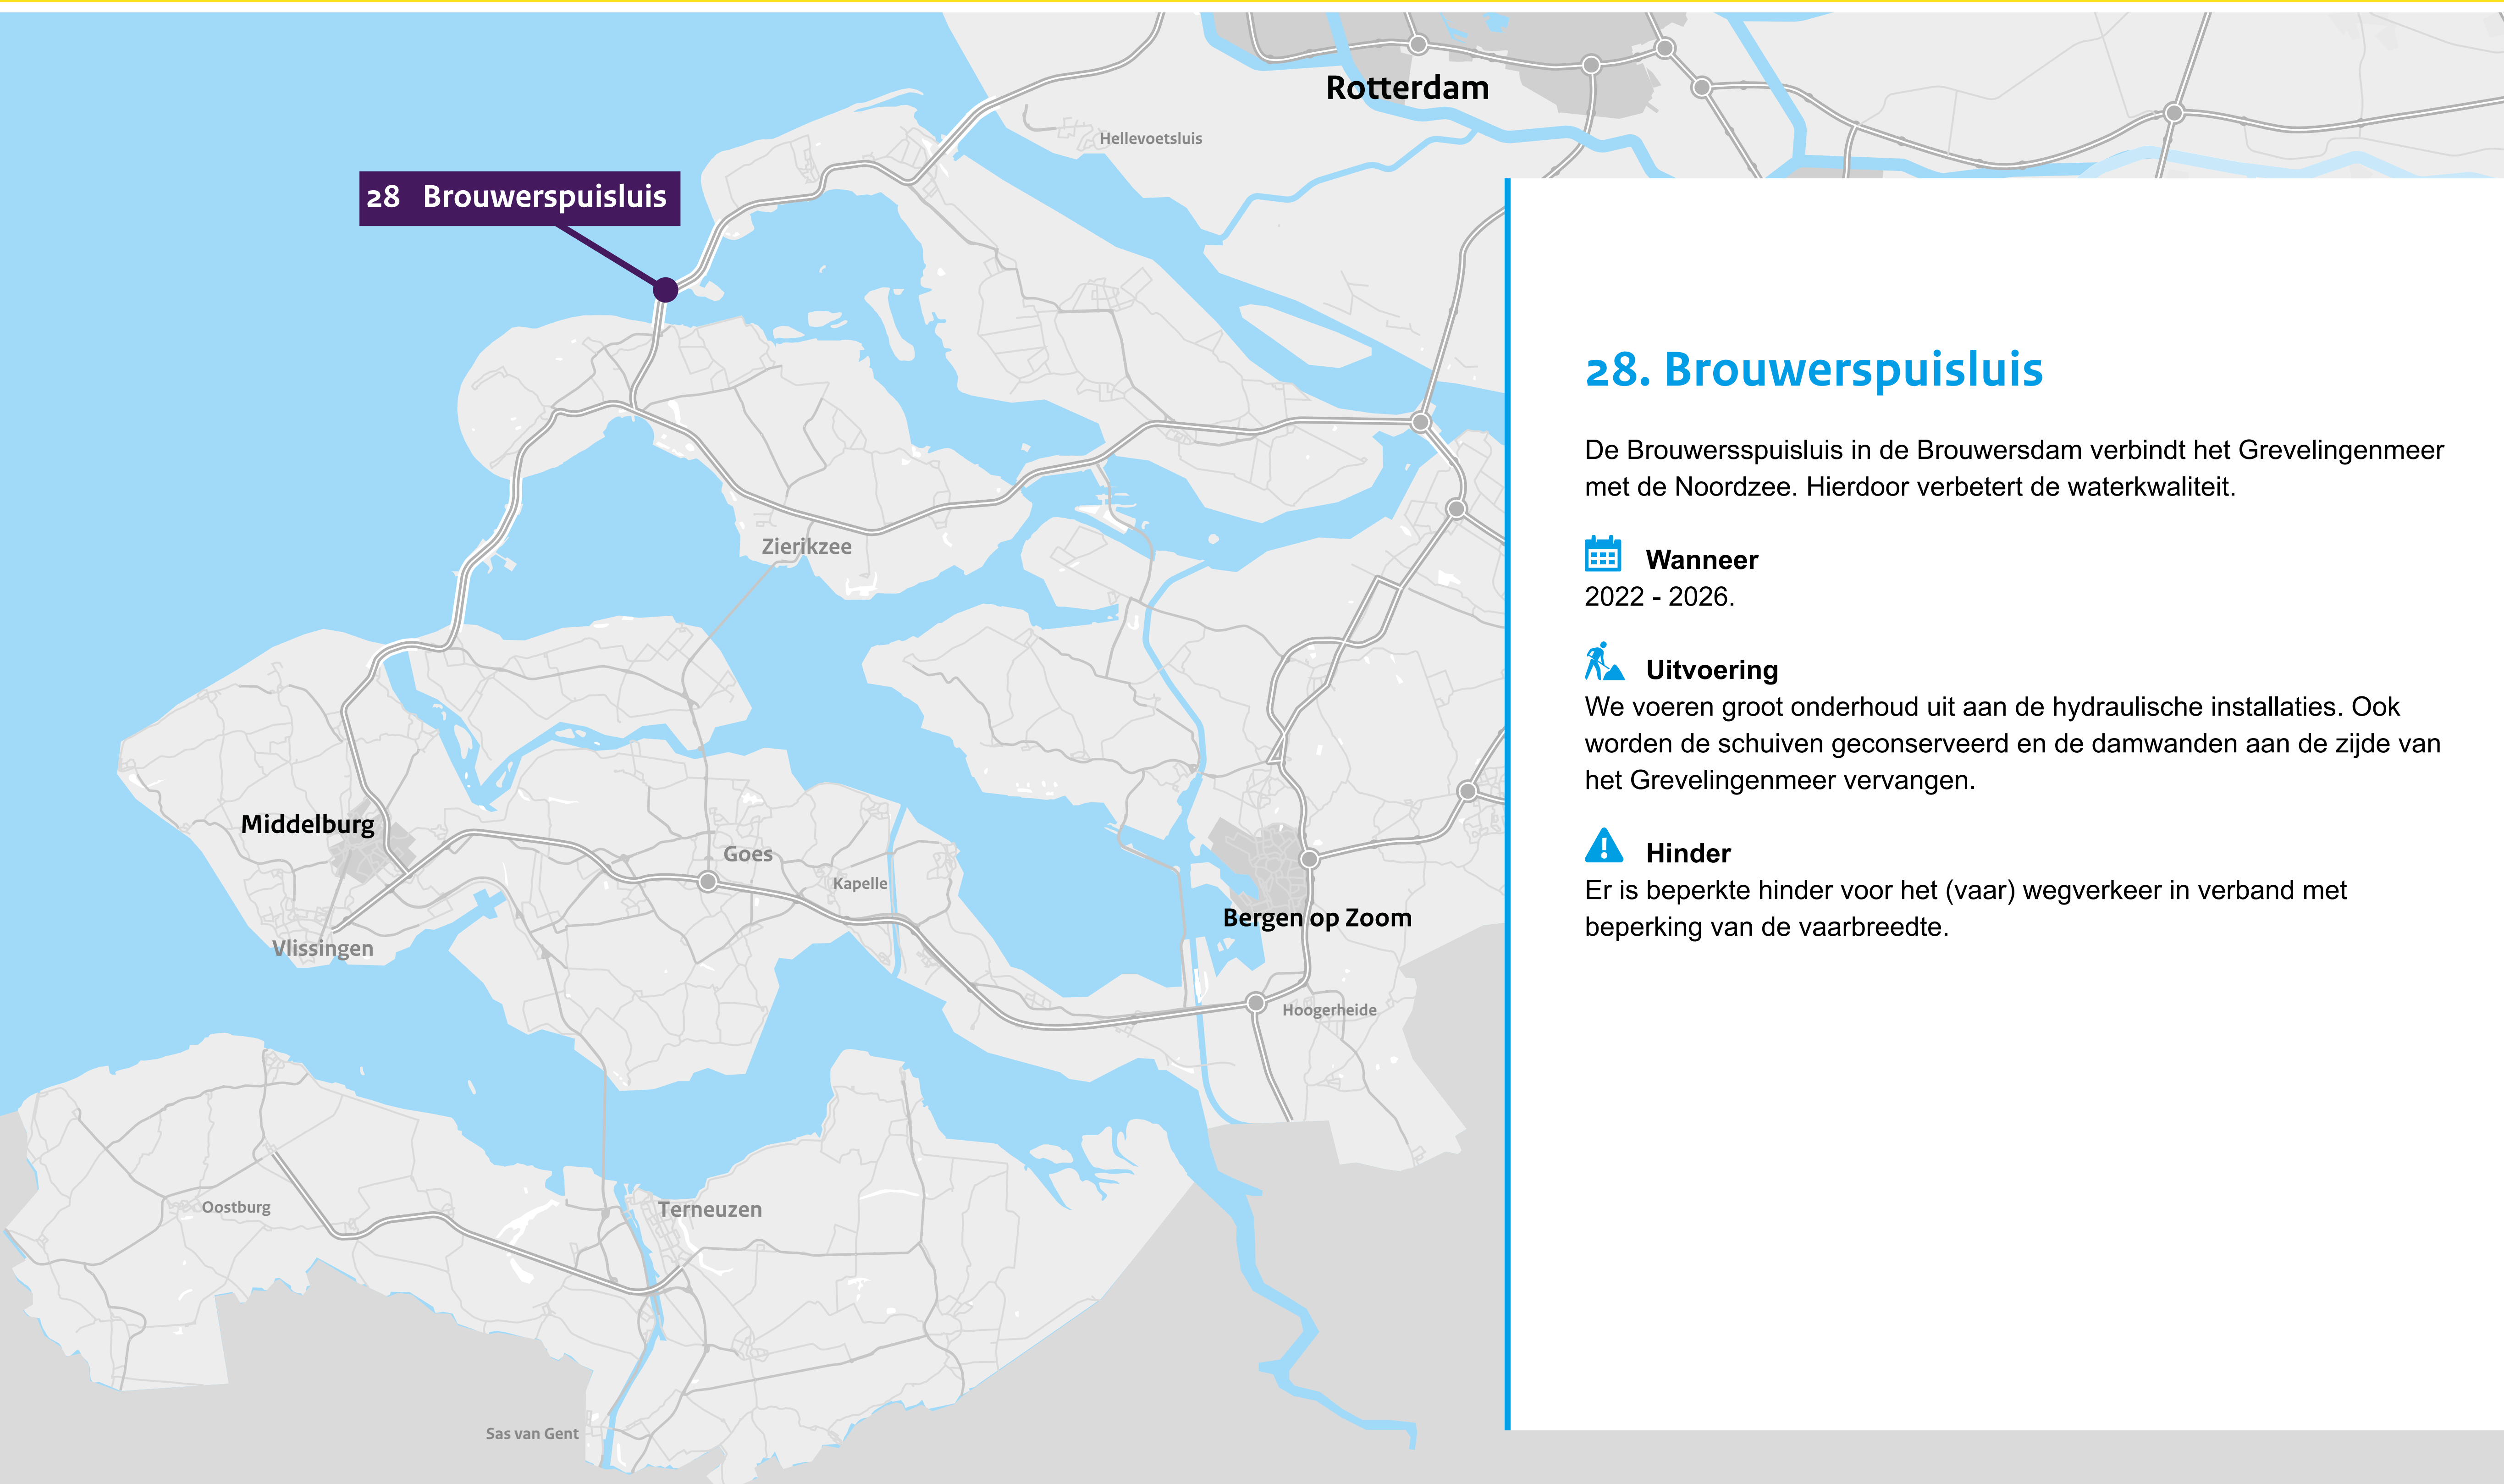 Rotterdam
Hellevoetsluis
28 Brouwerspuisluis
Zierikzee
Middelburg
Goes
Kapelle
Bergen op Zoom
Vlissingen
Hoogerheide
Oostburg
Terneuzen
Sas van Gent
28. Brouwerspuisluis
De Brouwersspuisluis in de Brouwersdam verbindt het Grevelingenmeer
met de Noordzee. Hierdoor verbetert de waterkwaliteit.
Wanneer
2022 - 2026.
Uitvoering
We voeren groot onderhoud uit aan de hydraulische installaties. Ook
worden de schuiven geconserveerd en de damwanden aan de zijde van
het Grevelingenmeer vervangen.
Hinder
Er is beperkte hinder voor het (vaar) wegverkeer in verband met
beperking van de vaarbreedte.